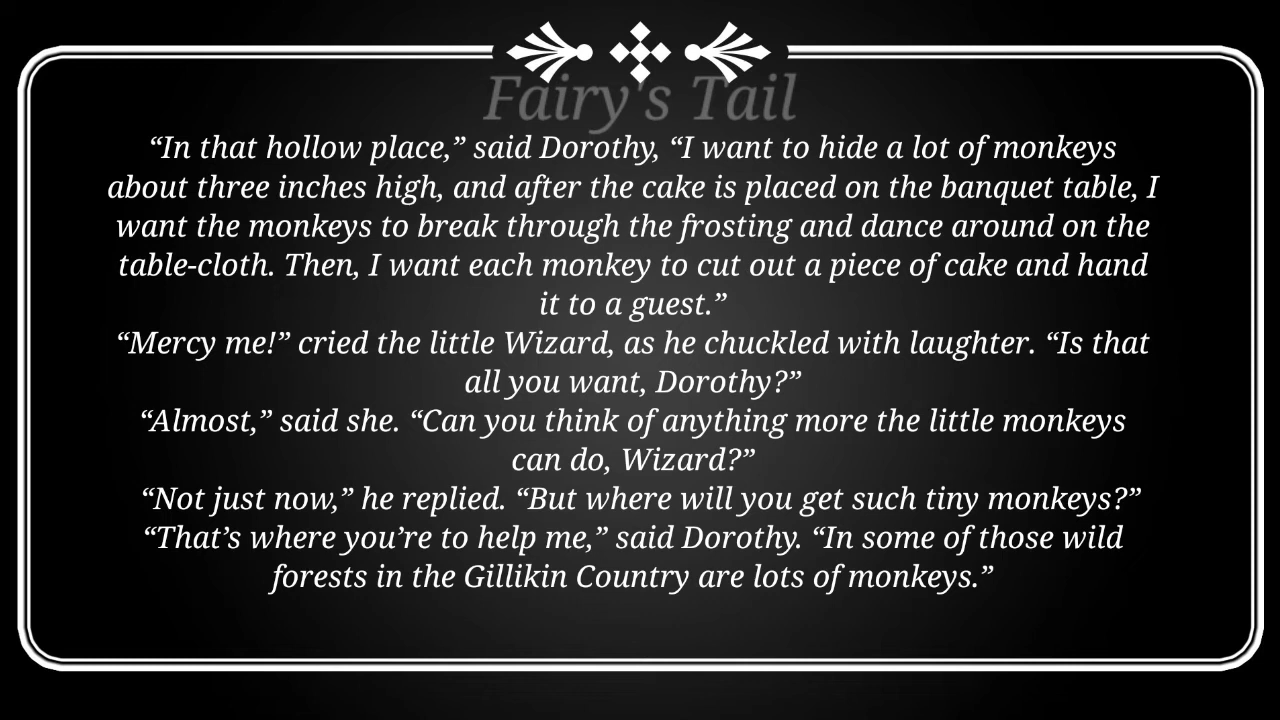 Fairy's Tail
“In that hollow place,” said Dorothy, “I want to hide a lot of monkeys
about three inches high, and after the cake is placed on the banquet table, I
want the monkeys to break through the frosting and dance around on the
table-cloth. Then, I want each monkey to cut out a piece of cake and hand
it to a guest.”
“Mercy me!” cried the little Wizard, as he chuckled with laughter. “Is that
all you want, Dorothy?”
“Almost,” said she. “Can you think of anything more the little monkeys
can do, Wizard?”
“Not just now,” he replied. “But where will you get such tiny monkeys?”
“That’s where you’re to help me,” said Dorothy. “In some of those wild
forests in the Gillikin Country are lots of monkeys.”